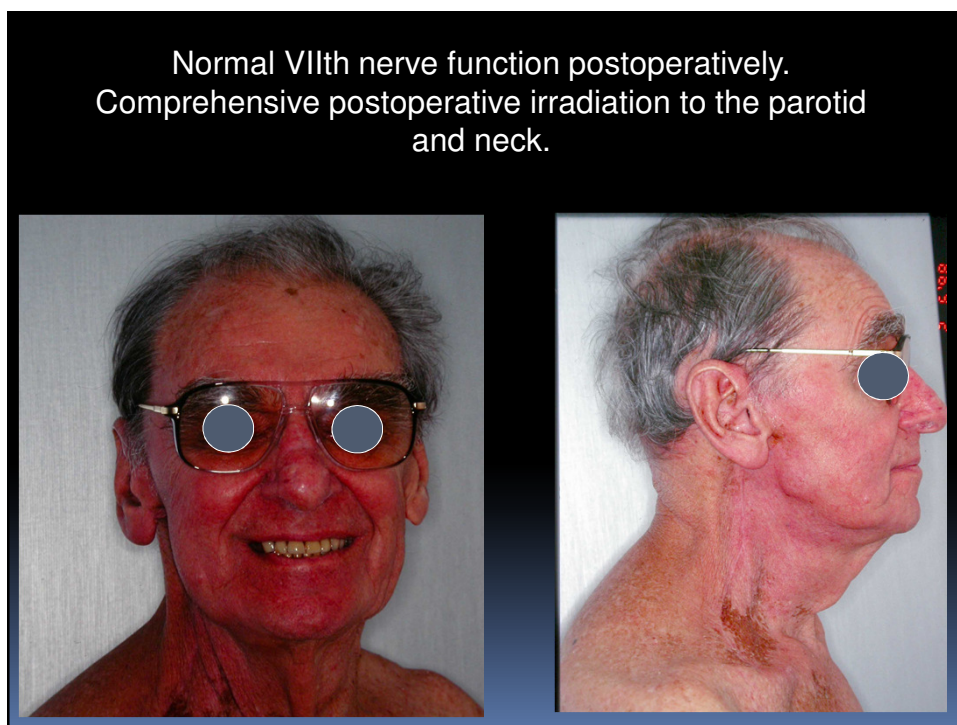 Normal VIIth nerve function postoperatively.
Comprehensive postoperative irradiation to the parotid
and neck.